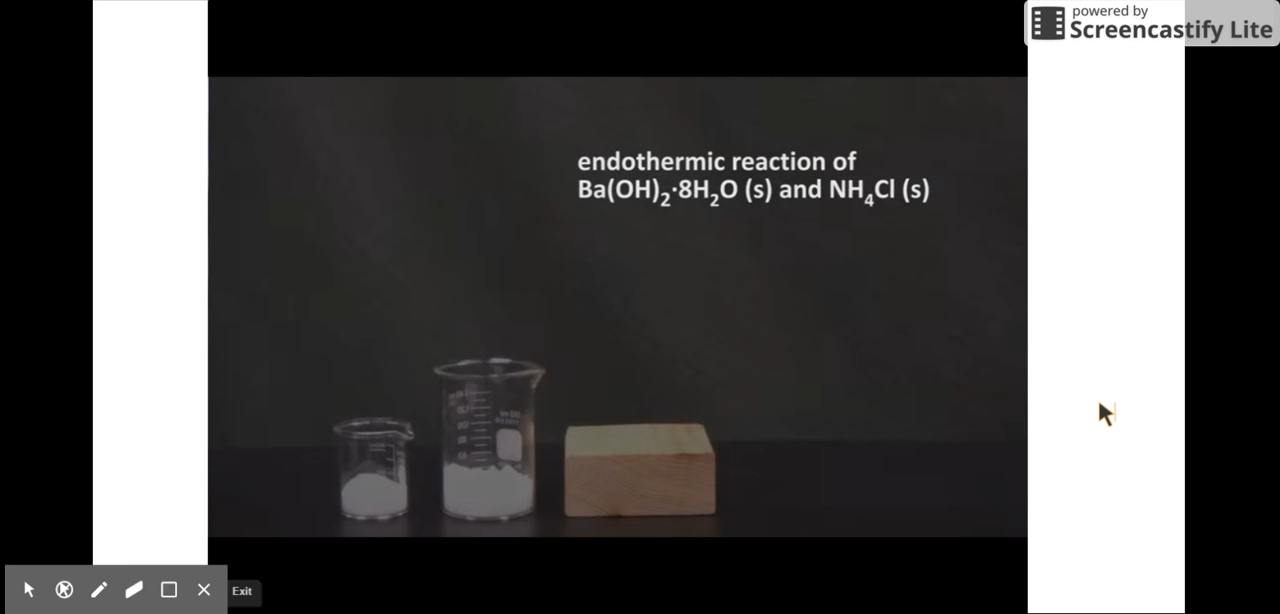 powered by
Screencastify Lite
endothermic reaction of
Ba(OH)₂·8H₂O (s) and NH₄Cl (s)
Exit